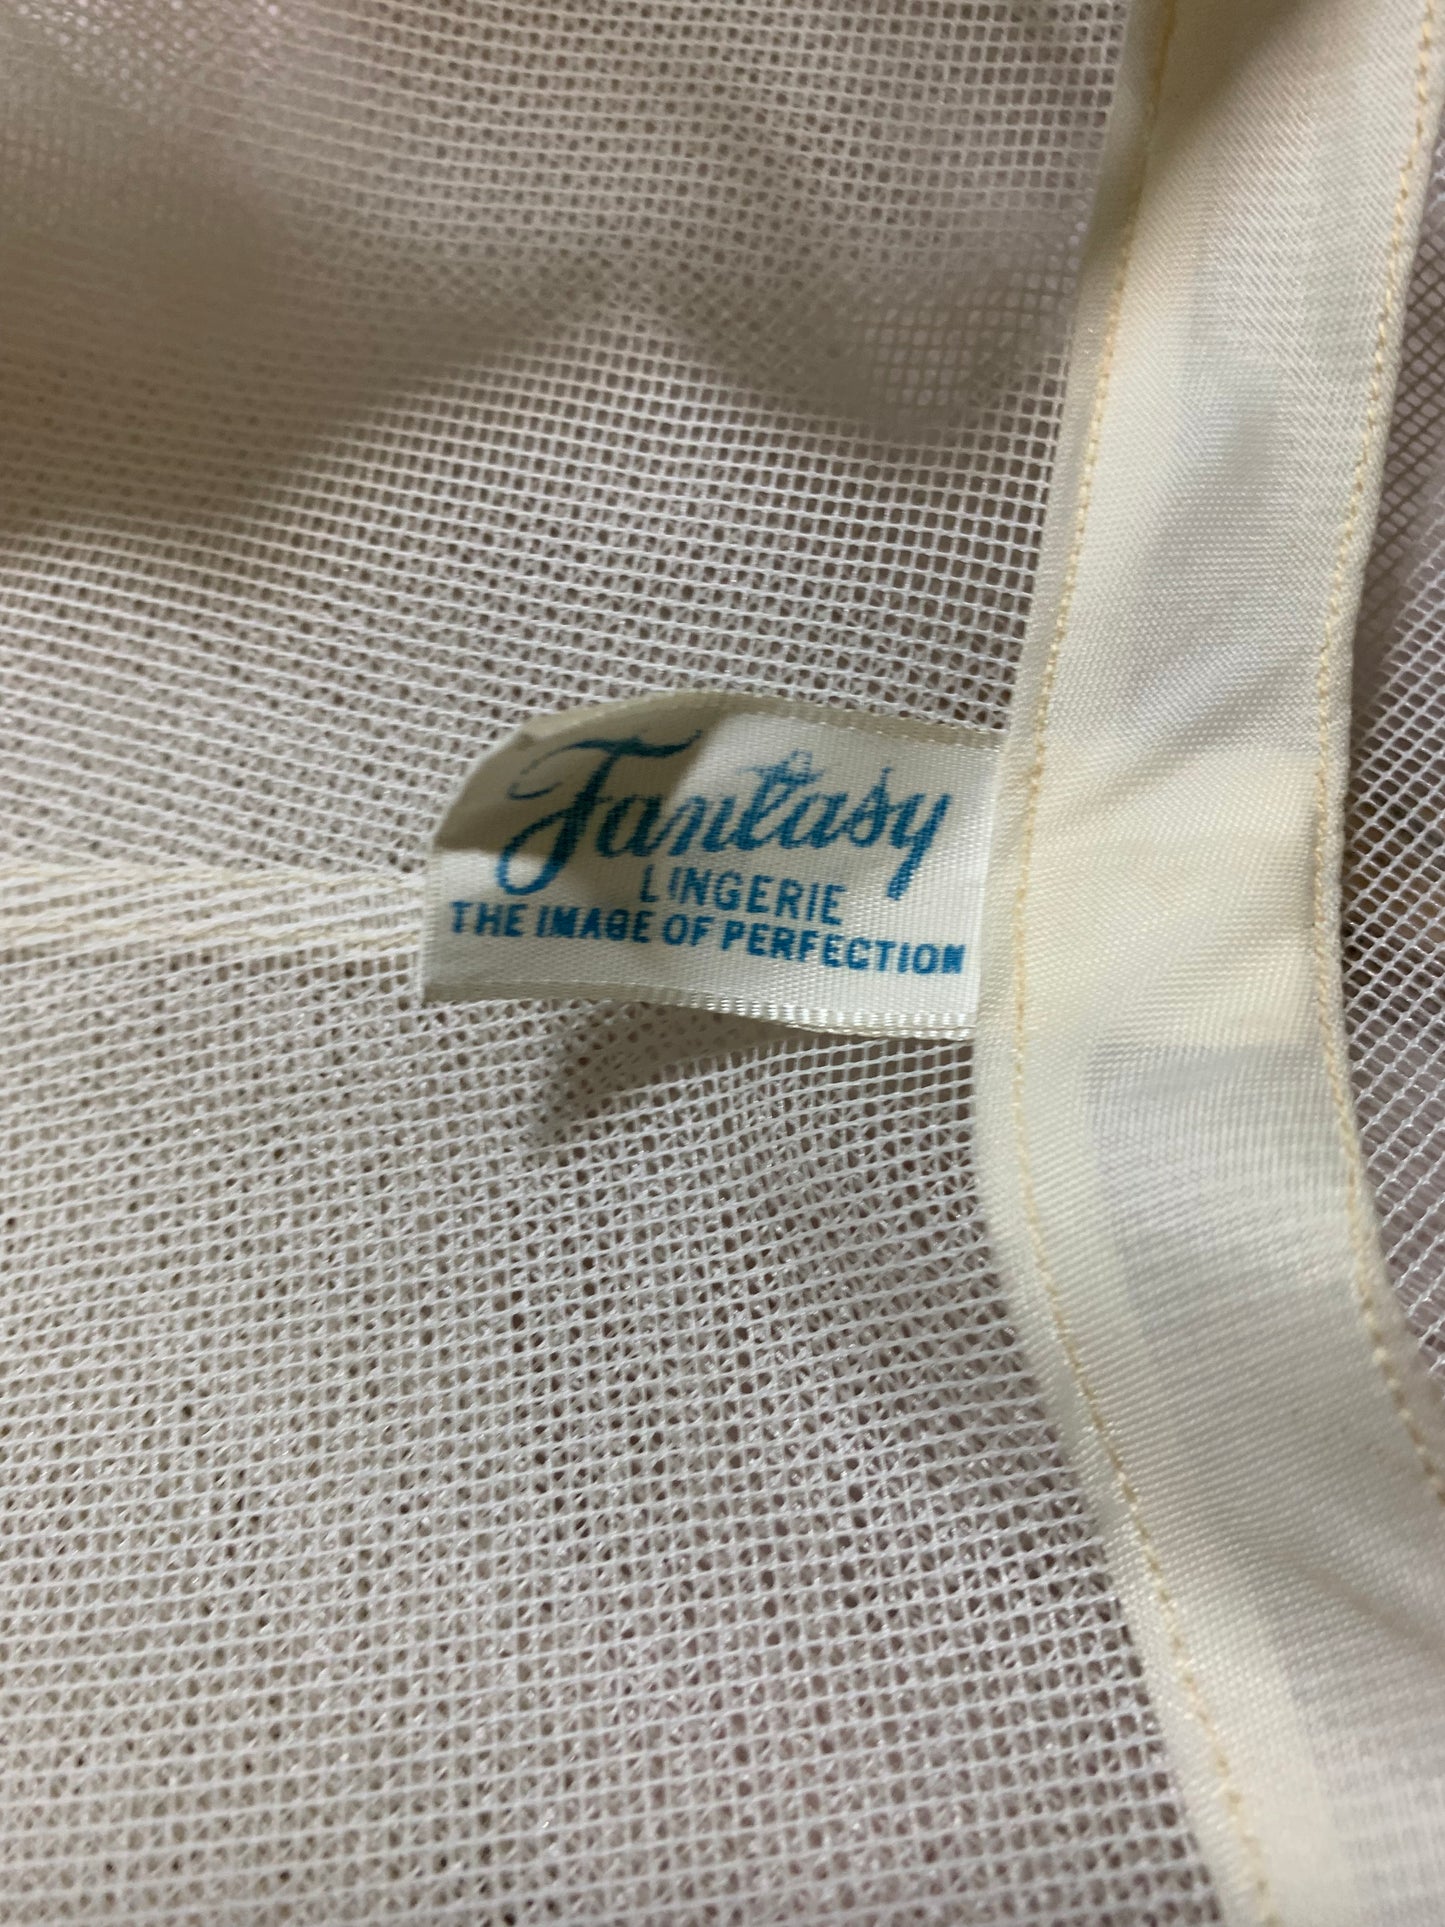 Fantasy
LINGERIE
THE IMAGE OF PERFECTION